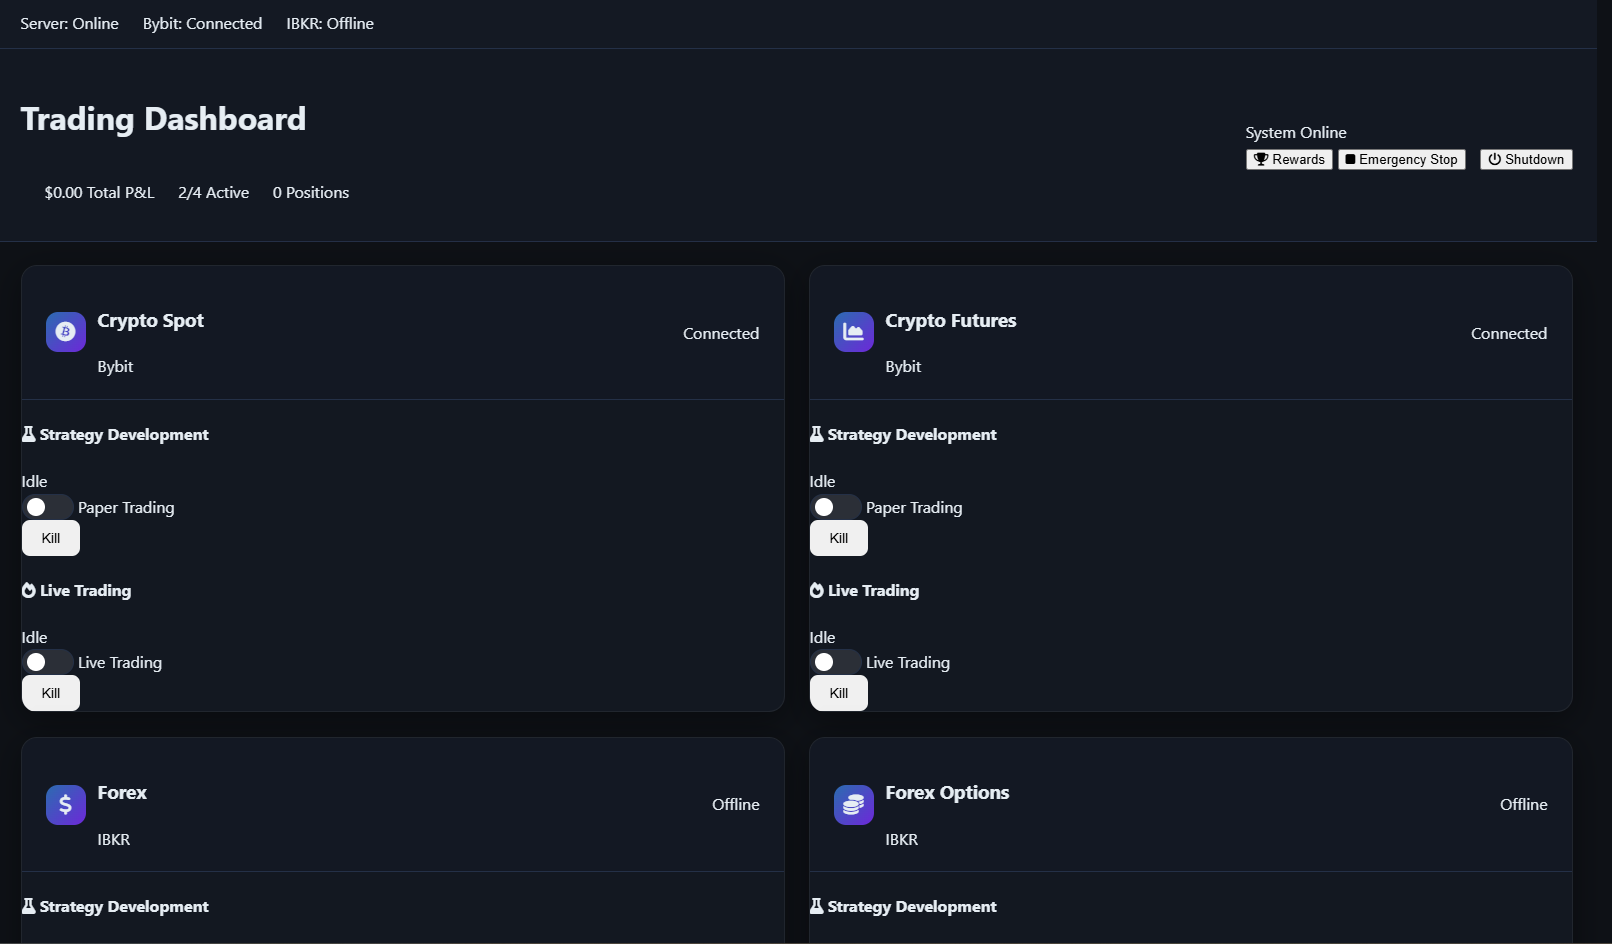 Server: Online Bybit: Connected IBKR: Offline
Trading Dashboard
System Online
Rewards Emergency Stop Shutdown
$0.00 Total P&L 2/4 Active 0 Positions
Crypto Spot
Bybit
Connected
Strategy Development
Idle
Paper Trading
Kill
Live Trading
Idle
Live Trading
Kill
Crypto Futures
Bybit
Connected
Strategy Development
Idle
Paper Trading
Kill
Live Trading
Idle
Live Trading
Kill
Forex
IBKR
Offline
Strategy Development
Forex Options
IBKR
Offline
Strategy Development